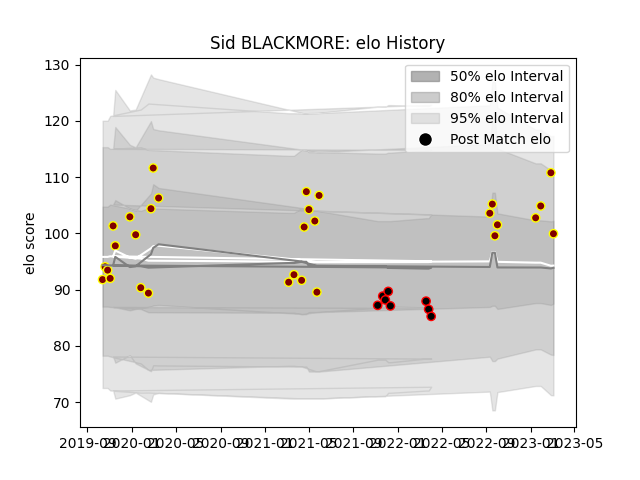 Sid BLACKMORE: elo History
130
120
110
100
90
80
70
elo score
50% elo Interval
80% elo Interval
95% elo Interval
Post Match elo
2019-09 2020-01 2020-05 2020-09 2021-01 2021-05 2021-09 2022-01 2022-05 2022-09 2023-01 2023-05